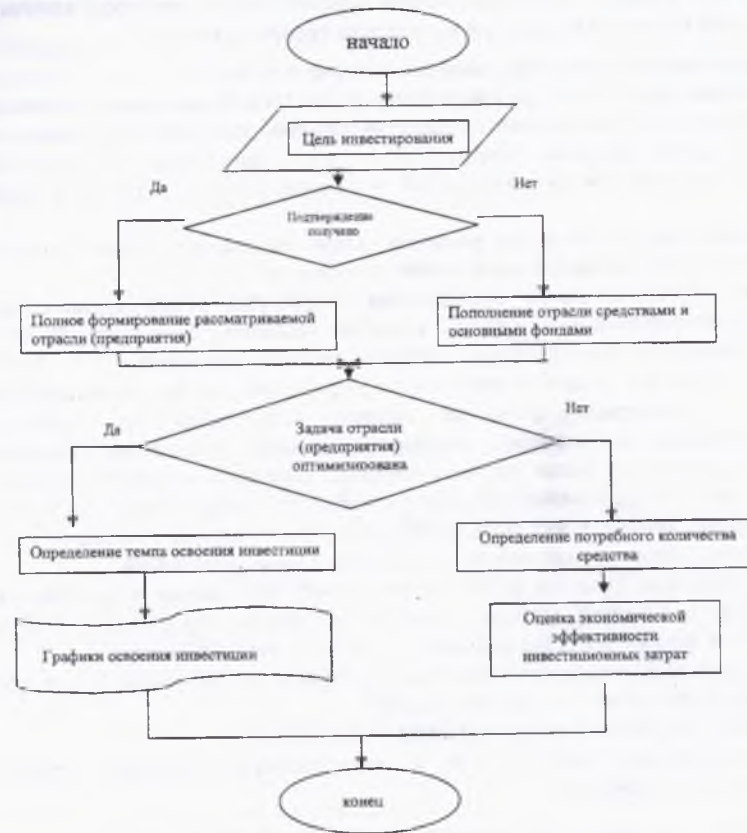 начало
Цель инвестирования
Да
Нет
Подтверждение
получено
Полное формирование рассматриваемой
отрасли (предприятия)
Пополнение отрасли средствами и
основными фондами
Да
Нет
Задача отрасли
(предприятия)
оптимизирована
Определение темпа освоения инвестиции
Определение потребного количества
средства
Графики освоения инвестиции
Оценка экономической
эффективности
инвестиционных затрат
конец